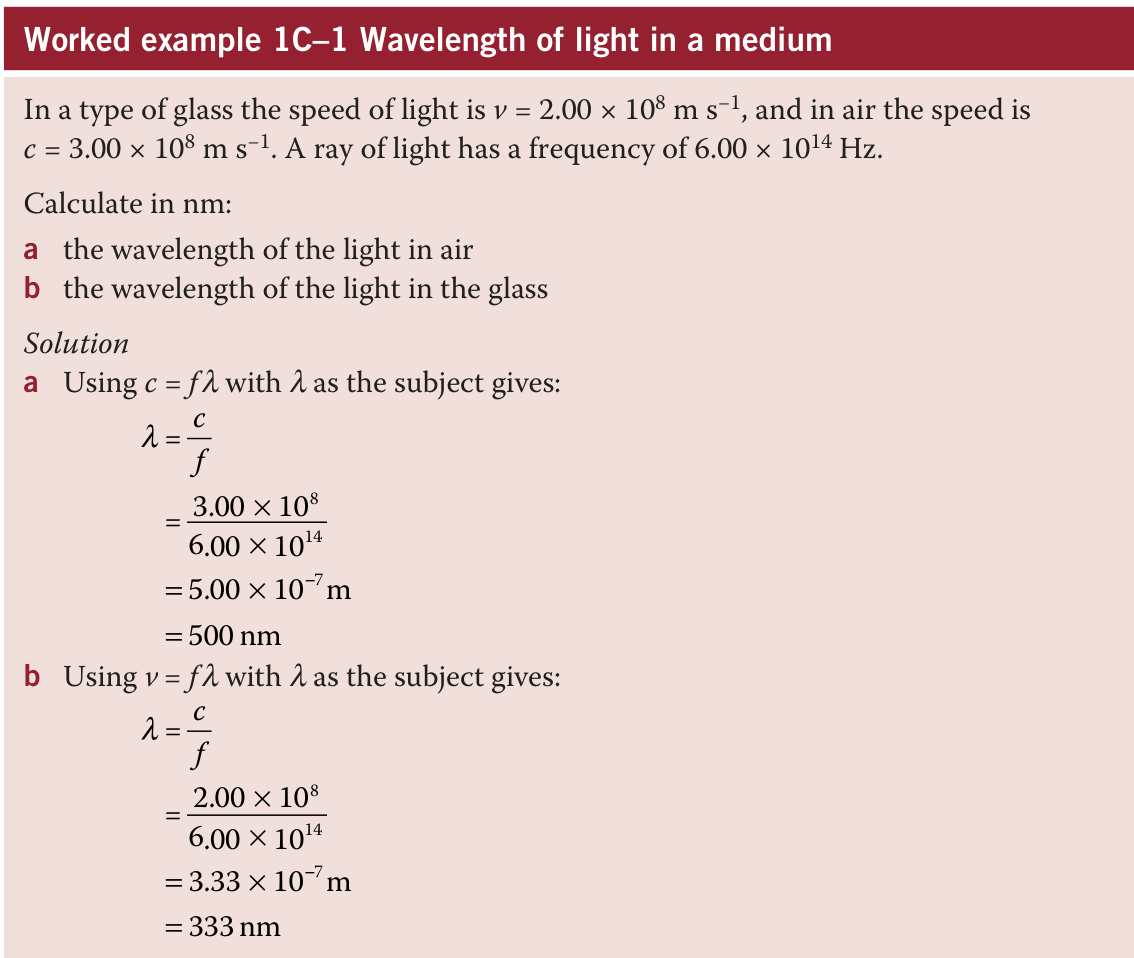 Worked example 1C–1 Wavelength of light in a medium
In a type of glass the speed of light is v = 2.00 × 10⁸ m s⁻¹, and in air the speed is
c = 3.00 × 10⁸ m s⁻¹. A ray of light has a frequency of 6.00 × 10¹⁴ Hz.
Calculate in nm:
a the wavelength of the light in air
b the wavelength of the light in the glass
Solution
a Using c = fλ with λ as the subject gives:
λ = c/f
= 3.00 × 10⁸ / 6.00 × 10¹⁴
= 5.00 × 10⁻⁷ m
= 500 nm
b Using v = fλ with λ as the subject gives:
λ = c/f
= 2.00 × 10⁸ / 6.00 × 10¹⁴
= 3.33 × 10⁻⁷ m
= 333 nm